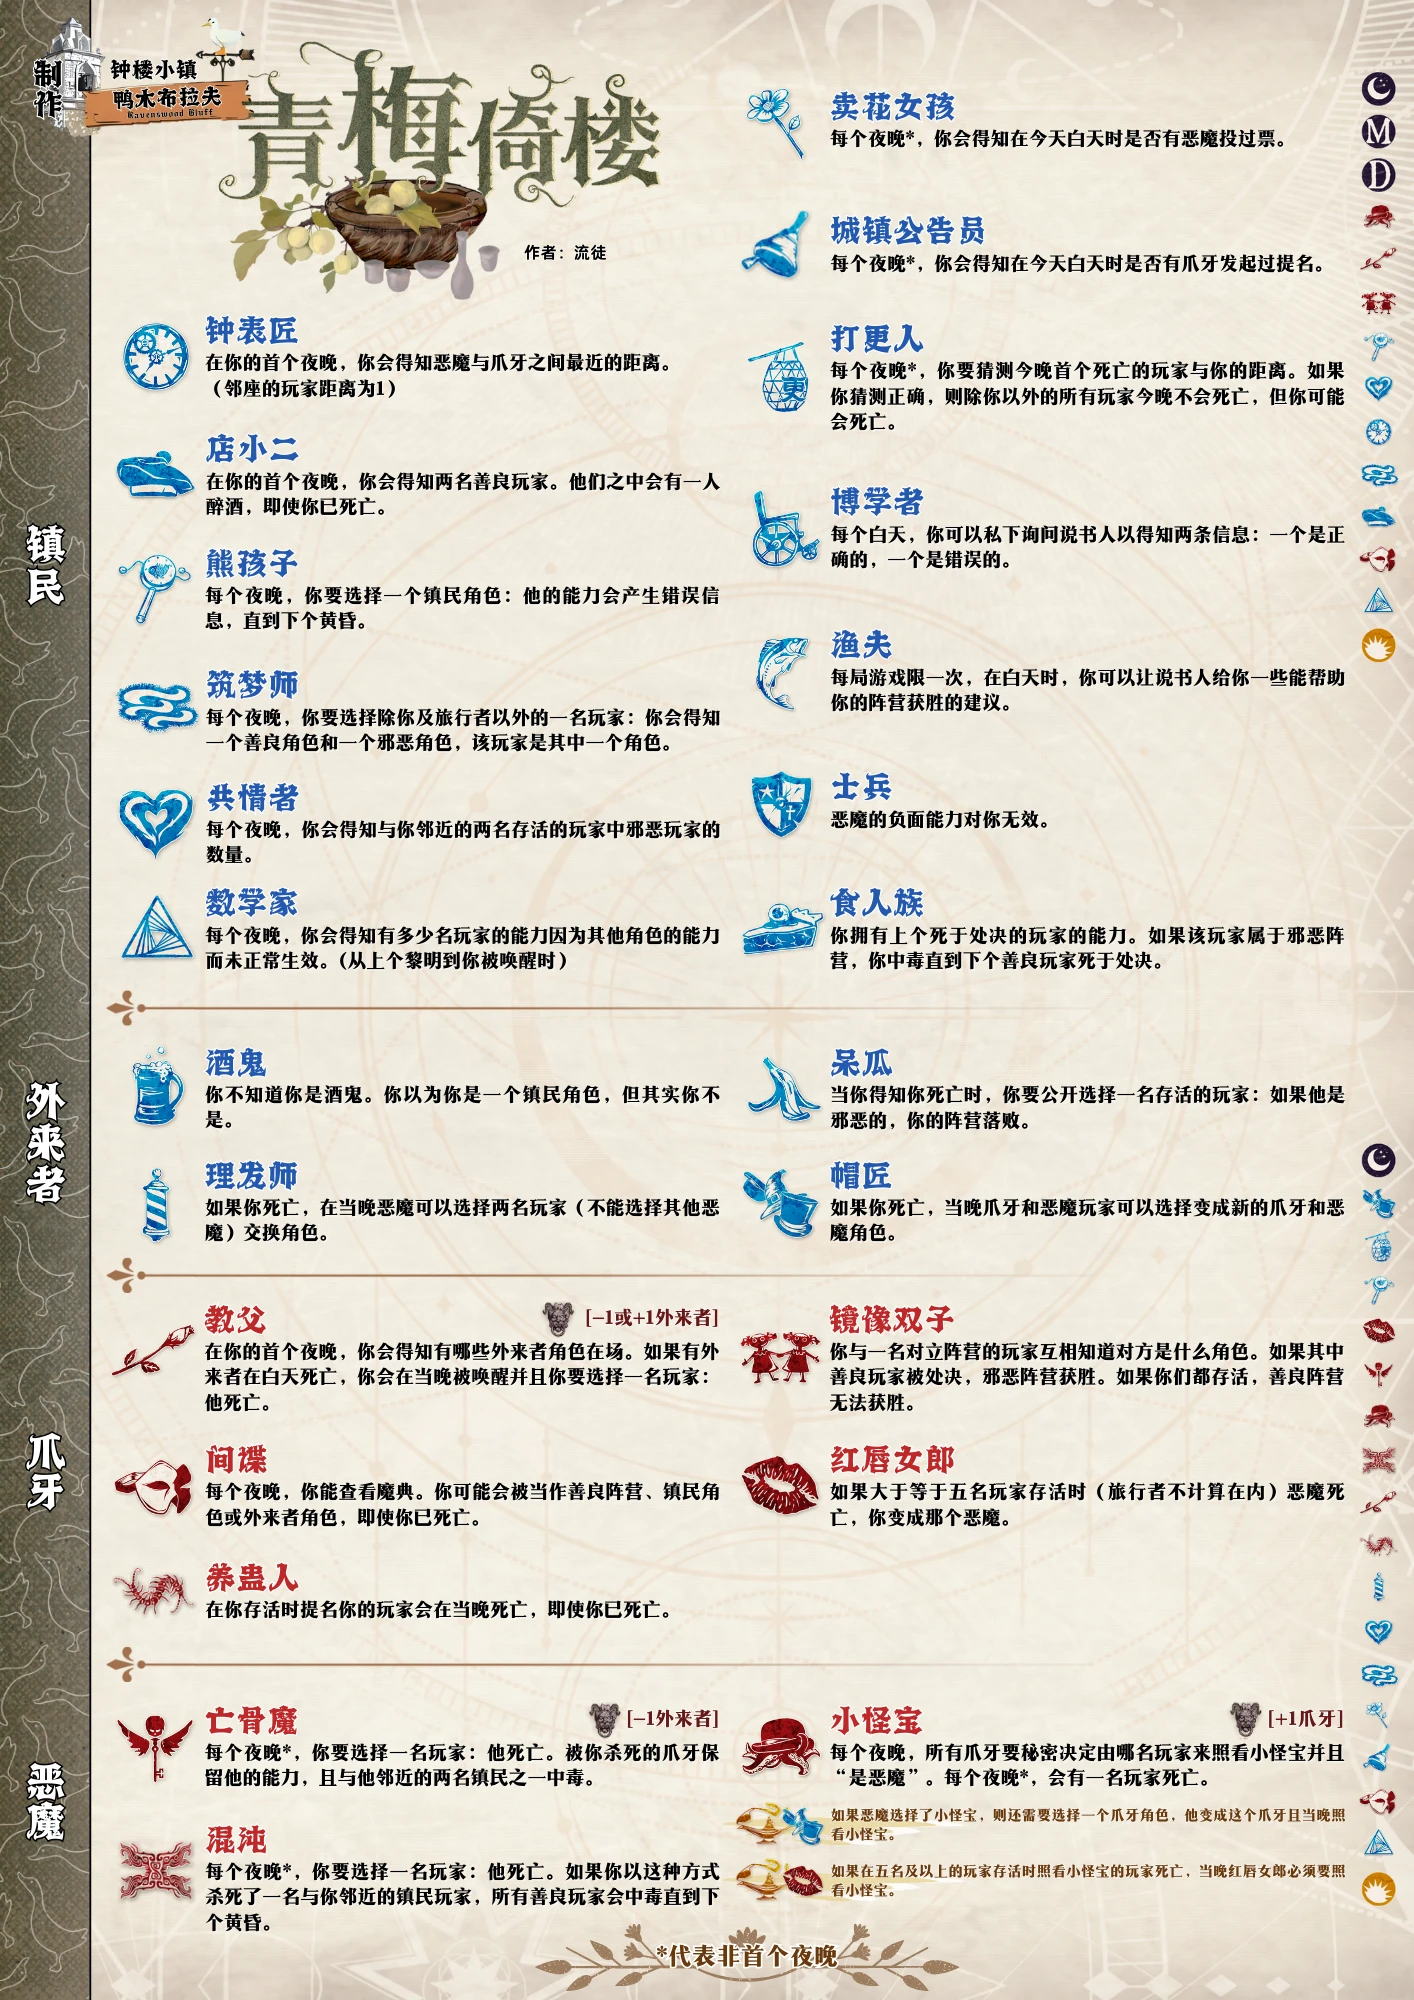 制作
钟楼小镇
鸦木布拉夫
Ravenswood Bluff
青梅倚楼
作者：流徒
镇民
钟表匠
在你的首个夜晚，你会得知恶魔与爪牙之间最近的距离。
（邻座的玩家距离为1）
店小二
在你的首个夜晚，你会得知两名善良玩家。他们之中会有一人
醉酒，即使你已死亡。
熊孩子
每个夜晚，你要选择一个镇民角色：他的能力会产生错误信
息，直到下个黄昏。
筑梦师
每个夜晚，你要选择除你及旅行者以外的一名玩家：你会得知
一个善良角色和一个邪恶角色，该玩家是其中一个角色。
共情者
每个夜晚，你会得知与你邻近的两名存活的玩家中邪恶玩家的
数量。
数学家
每个夜晚，你会得知有多少名玩家的能力因为其他角色的能力
而未正常生效。(从上个黎明到你被唤醒时）
卖花女孩
每个夜晚*，你会得知在今天白天时是否有恶魔投过票。
城镇公告员
每个夜晚*，你会得知在今天白天时是否有爪牙发起过提名。
打更人
每个夜晚*，你要猜测今晚首个死亡的玩家与你的距离。如果
你猜测正确，则除你以外的所有玩家今晚不会死亡，但你可能
会死亡。
更
博学者
每个白天，你可以私下询问说书人以得知两条信息：一个是正
确的，一个是错误的。
渔夫
每局游戏限一次，在白天时，你可以让说书人给你一些能帮助
你的阵营获胜的建议。
士兵
恶魔的负面能力对你无效。
食人族
你拥有上个死于处决的玩家的能力。如果该玩家属于邪恶阵
营，你中毒直到下个善良玩家死于处决。
M
D
外来者
酒鬼
你不知道你是酒鬼。你以为你是一个镇民角色，但其实你不
是。
理发师
如果你死亡，在当晚恶魔可以选择两名玩家（不能选择其他恶
魔）交换角色。
呆瓜
当你得知你死亡时，你要公开选择一名存活的玩家：如果他是
邪恶的，你的阵营落败。
帽匠
如果你死亡，当晚爪牙和恶魔玩家可以选择变成新的爪牙和恶
魔角色。
爪牙
教父
[−1或+1外来者]
在你的首个夜晚，你会得知有哪些外来者角色在场。如果有外
来者在白天死亡，你会在当晚被唤醒并且你要选择一名玩家：
他死亡。
间谍
每个夜晚，你能查看魔典。你可能会被当作善良阵营、镇民角
色或外来者角色，即使你已死亡。
养蛊人
在你存活时提名你的玩家会在当晚死亡，即使你已死亡。
镜像双子
你与一名对立阵营的玩家互相知道对方是什么角色。如果其中
善良玩家被处决，邪恶阵营获胜。如果你们都存活，善良阵营
无法获胜。
红唇女郎
如果大于等于五名玩家存活时（旅行者不计算在内）恶魔死
亡，你变成那个恶魔。
恶魔
亡骨魔
[−1外来者]
每个夜晚*，你要选择一名玩家：他死亡。被你杀死的爪牙保
留他的能力，且与他邻近的两名镇民之一中毒。
混沌
每个夜晚*，你要选择一名玩家：他死亡。如果你以这种方式
杀死了一名与你邻近的镇民玩家，所有善良玩家会中毒直到下
个黄昏。
小怪宝
[+1爪牙]
每个夜晚，所有爪牙要秘密决定由哪名玩家来照看小怪宝并且
“是恶魔”。每个夜晚*，会有一名玩家死亡。
如果恶魔选择了小怪宝，则还需要选择一个爪牙角色，他变成这个爪牙且当晚照
看小怪宝。
如果在五名及以上的玩家存活时照看小怪宝的玩家死亡，当晚红唇女郎必须要照
看小怪宝。
*代表非首个夜晚